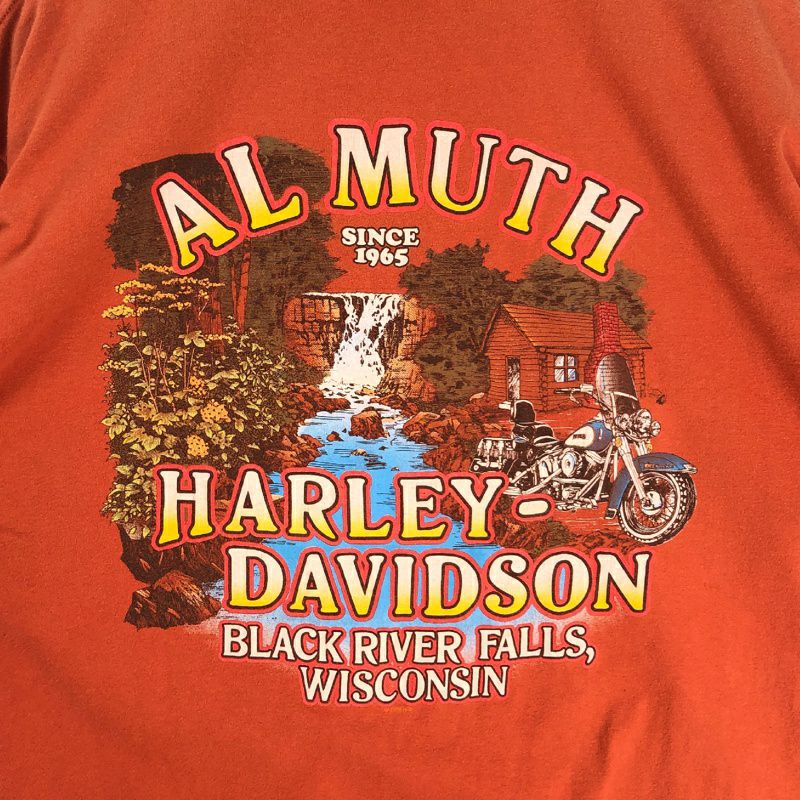 AL MUTH
SINCE
1965
HARLEY-
DAVIDSON
BLACK RIVER FALLS,
WISCONSIN